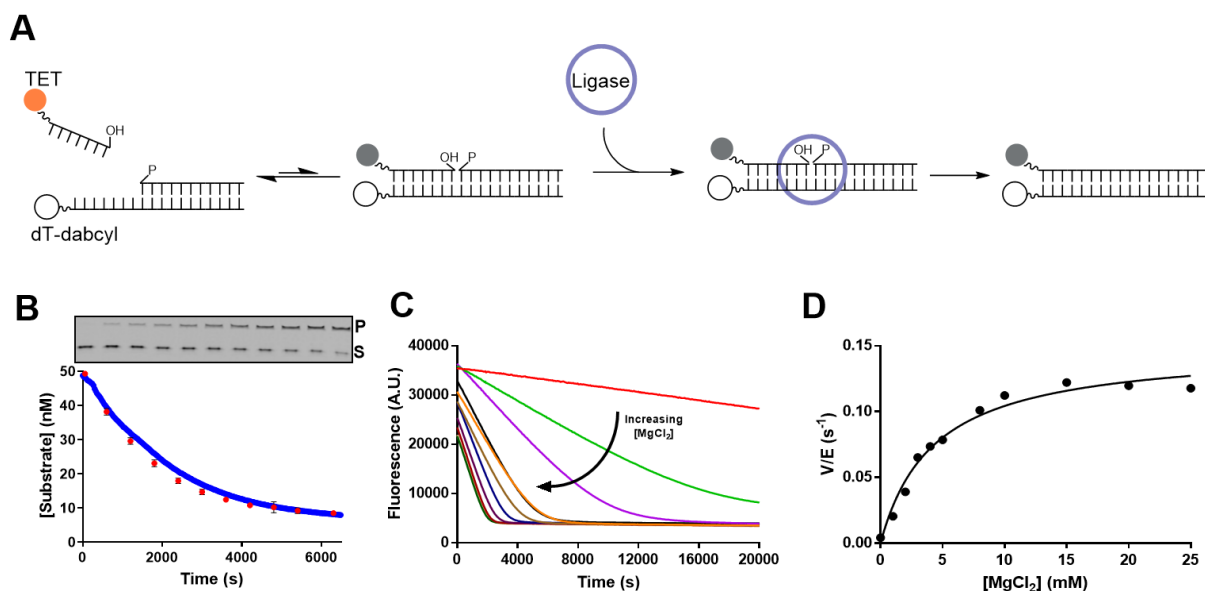 A
TET
OH
P
dT-dabcyl
OH P
Ligase
OH P
B
P
S
50
40
30
20
10
0
[Substrate] (nM)
0 2000 4000 6000
Time (s)
C
40000
30000
20000
10000
0
Fluorescence (A.U.)
Increasing
[MgCl₂]
0 4000 8000 12000 16000 20000
Time (s)
D
0.15
0.10
0.05
0.00
V/E (s⁻¹)
0 5 10 15 20 25
[MgCl₂] (mM)